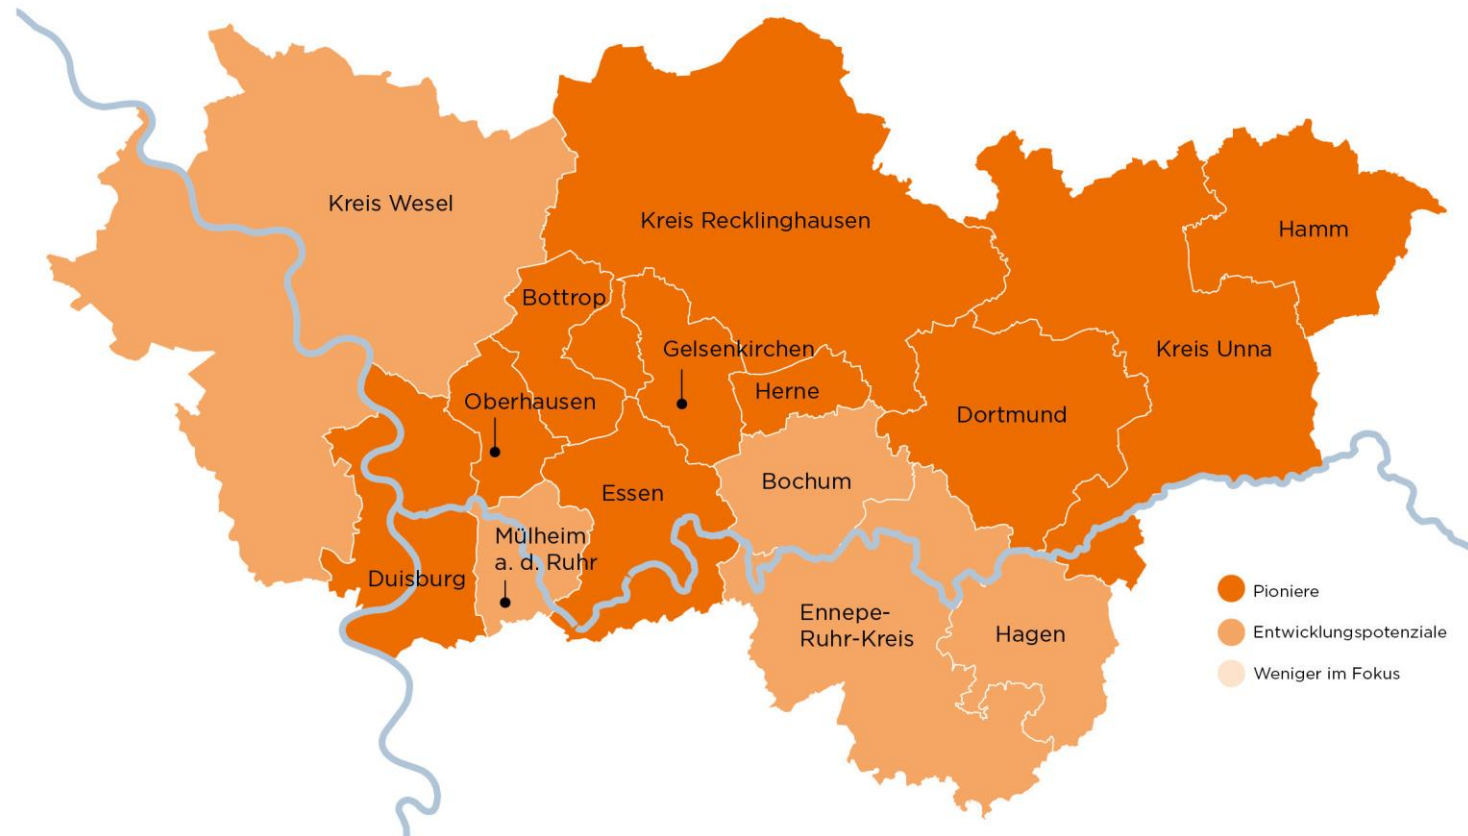 Kreis Wesel
Kreis Recklinghausen
Hamm
Bottrop
Gelsenkirchen
Kreis Unna
Oberhausen
Herne
Dortmund
Bochum
Essen
Mülheim
a. d. Ruhr
Duisburg
Ennepe-
Ruhr-Kreis
Hagen
Pioniere
Entwicklungspotenziale
Weniger im Fokus